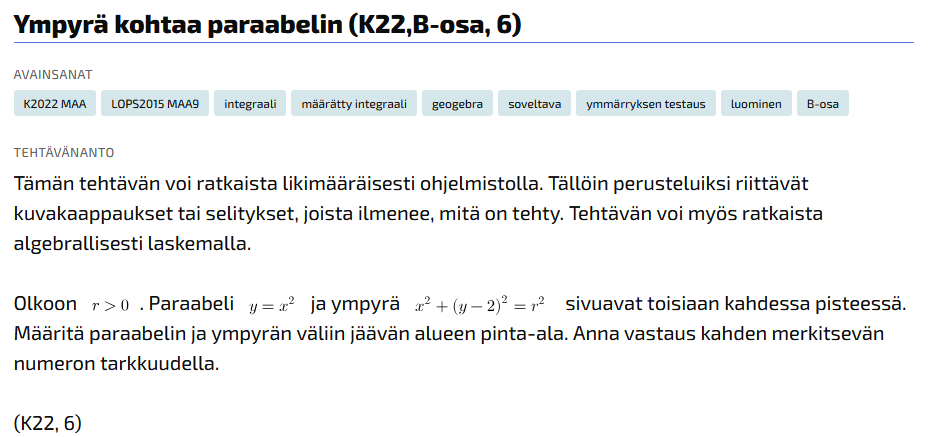 Ympyrä kohtaa paraabelin (K22,B-osa, 6)
AVAINSANAT
K2022 MAA LOPS2015 MAA9 integraali määrätty integraali geogebra soveltava ymmärryksen testaus luominen B-osa
TEHTÄVÄNANTO
Tämän tehtävän voi ratkaista likimääräisesti ohjelmistolla. Tällöin perusteluiksi riittävät
kuvakaappaukset tai selitykset, joista ilmenee, mitä on tehty. Tehtävän voi myös ratkaista
algebrallisesti laskemalla.
Olkoon r > 0 . Paraabeli y = x² ja ympyrä x² + (y − 2)² = r² sivuavat toisiaan kahdessa pisteessä.
Määritä paraabelin ja ympyrän väliin jäävän alueen pinta-ala. Anna vastaus kahden merkitsevän
numeron tarkkuudella.
(K22, 6)